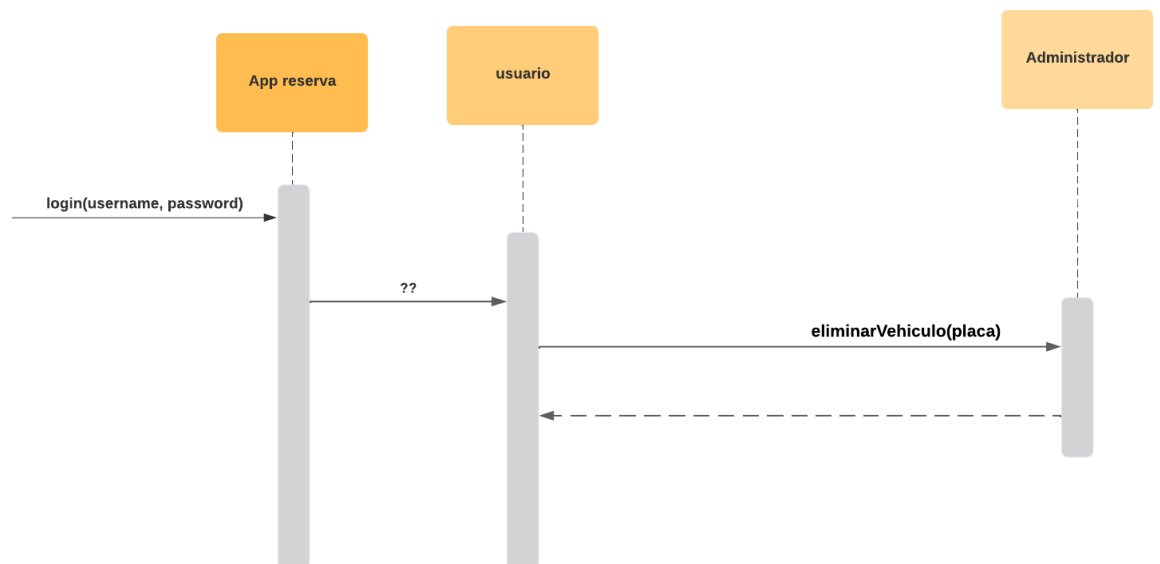 App reserva
usuario
Administrador
login(username, password)
??
eliminarVehiculo(placa)